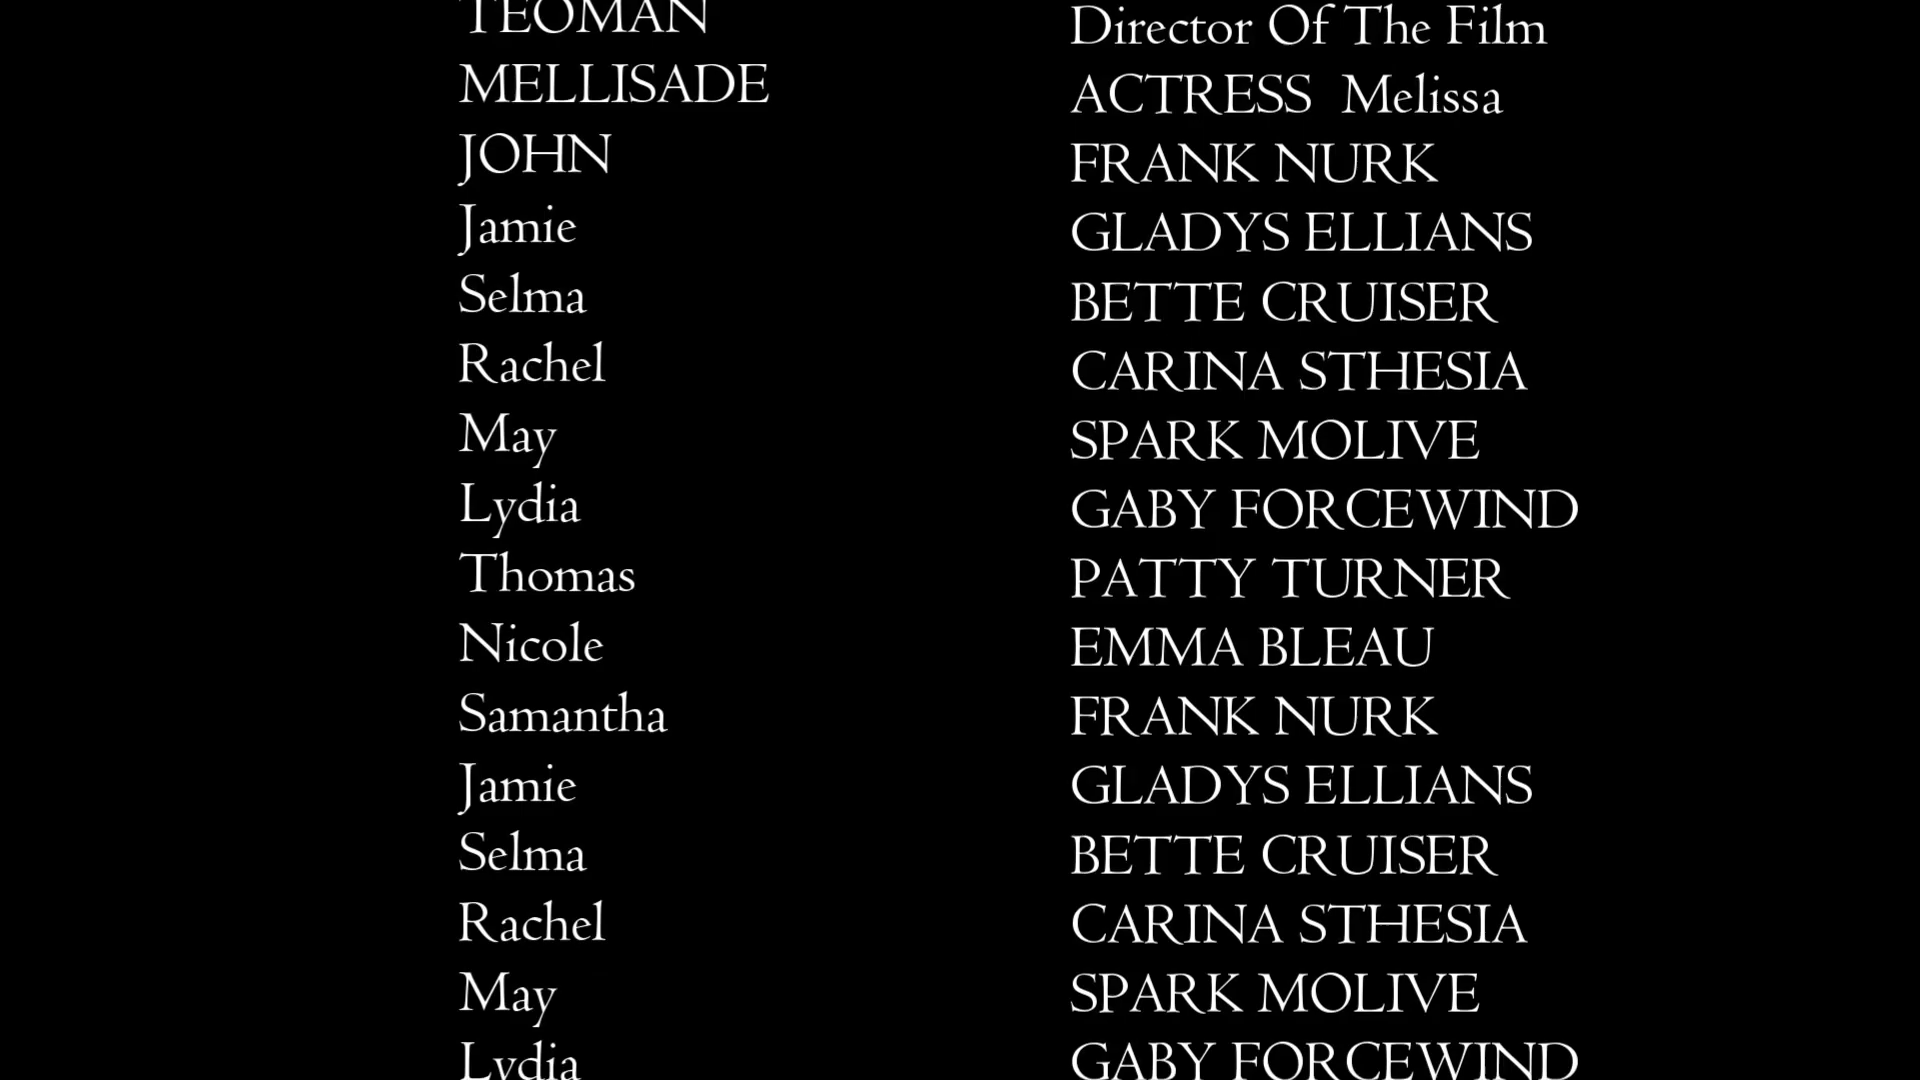 TEOMAN Director Of The Film
MELLISADE ACTRESS Melissa
JOHN FRANK NURK
Jamie GLADYS ELLIANS
Selma BETTE CRUISER
Rachel CARINA STHESIA
May SPARK MOLIVE
Lydia GABY FORCEWIND
Thomas PATTY TURNER
Nicole EMMA BLEAU
Samantha FRANK NURK
Jamie GLADYS ELLIANS
Selma BETTE CRUISER
Rachel CARINA STHESIA
May SPARK MOLIVE
Lydia GABY FORCEWIND